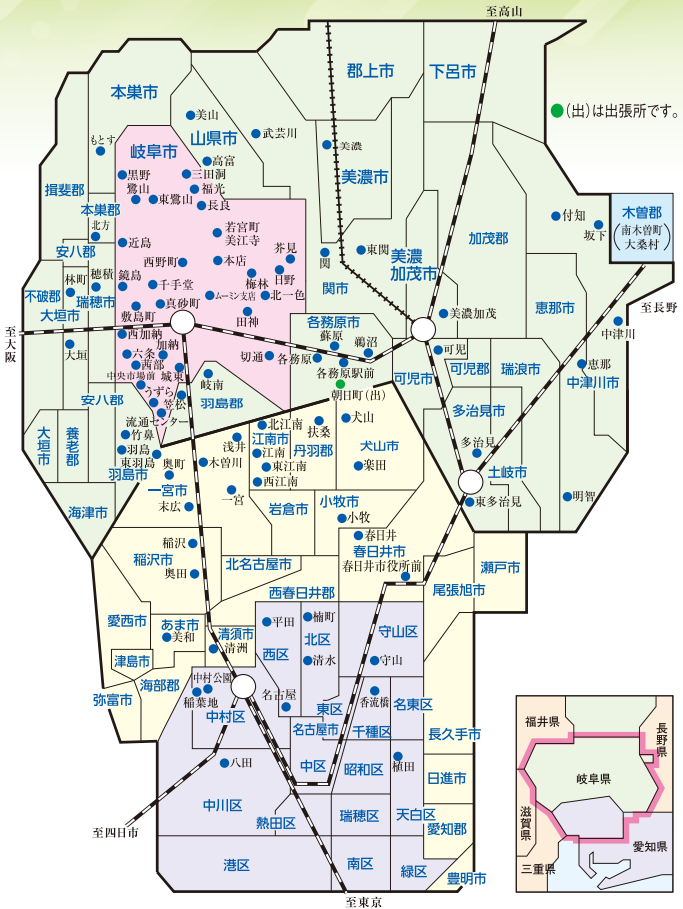 至高山
郡上市
下呂市
●(出)は出張所です。
本巣市
美山
山県市
武芸川
もとす
岐阜市
高富
美濃
美濃市
黒野
三田洞
揖斐郡
鷺山
東鷺山
福光
長良
本巣郡
北方
若宮町
美江寺
付知
坂下
木曽郡
(南木曽町
大桑村)
安八郡
近島
芥見
東関
関
美濃
加茂市
加茂郡
西野町
本店
日野
林町
穂積
鏡島
千手堂
梅林
関市
不破郡
瑞穂市
ムーミン支店
北一色
恵那市
至長野
大垣市
敷島町
真砂町
田神
各務原市
美濃加茂
中津川
至大阪
西加納
蘇原
鵜沼
大垣
六条
加納
切通
各務原
可児
恵那
茜部
各務原駅前
可児郡
瑞浪市
中央市場前
城東
岐南
可児市
中津川市
安八郡
うずら
笠松
羽島郡
朝日町(出)
多治見市
流通センター
北江南
扶桑
犬山
大垣市
養老郡
竹鼻
浅井
江南市
羽島
江南
丹羽郡
犬山市
多治見
東羽島
奥町
木曽川
東江南
楽田
土岐市
羽島市
一宮市
西江南
海津市
末広
一宮
岩倉市
小牧市
東多治見
明智
小牧
稲沢
春日井
稲沢市
北名古屋市
春日井市
奥田
春日井市役所前
瀬戸市
西春日井郡
尾張旭市
愛西市
あま市
平田
楠町
守山区
美和
清須市
北区
津島市
清洲
西区
清水
守山
海部郡
中村公園
弥富市
稲葉地
名古屋
東区
香流橋
名東区
中村区
名古屋市
千種区
長久手市
八田
中区
昭和区
植田
日進市
中川区
天白区
至四日市
熱田区
瑞穂区
愛知郡
港区
南区
緑区
豊明市
至東京
福井県
長野県
岐阜県
滋賀県
愛知県
三重県